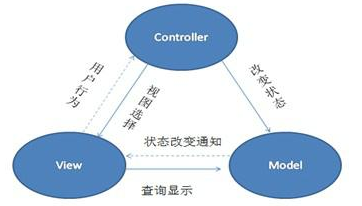 Controller
用户行为
视图选择
改变状态
状态改变通知
View
Model
查询显示